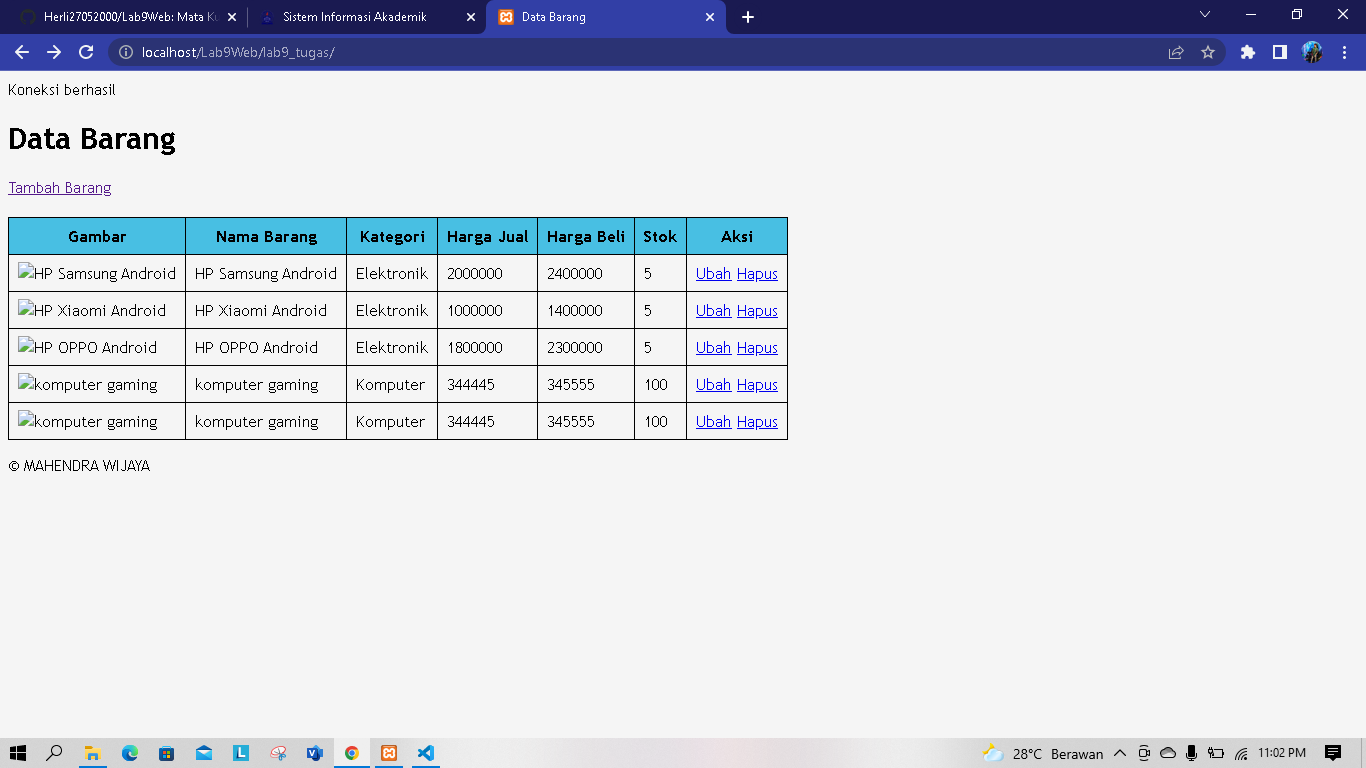 Herli27052000/Lab9Web: Mata Ku
Sistem Informasi Akademik
Data Barang
localhost/Lab9Web/lab9_tugas/
Koneksi berhasil
Data Barang
Tambah Barang
Gambar Nama Barang Kategori Harga Jual Harga Beli Stok Aksi
HP Samsung Android HP Samsung Android Elektronik 2000000 2400000 5 Ubah Hapus
HP Xiaomi Android HP Xiaomi Android Elektronik 1000000 1400000 5 Ubah Hapus
HP OPPO Android HP OPPO Android Elektronik 1800000 2300000 5 Ubah Hapus
komputer gaming komputer gaming Komputer 344445 345555 100 Ubah Hapus
komputer gaming komputer gaming Komputer 344445 345555 100 Ubah Hapus
© MAHENDRA WIJAYA
28°C Berawan 11:02 PM